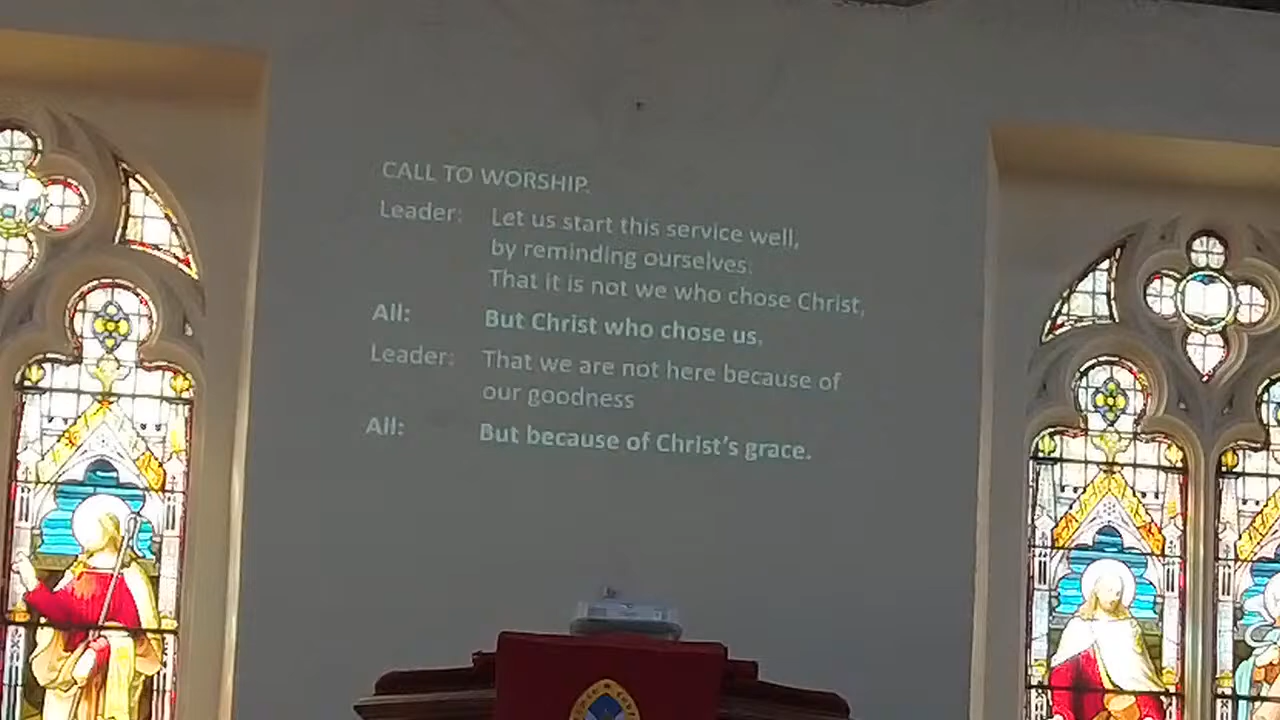 CALL TO WORSHIP.
Leader: Let us start this service well,
by reminding ourselves.
That it is not we who chose Christ,
All: But Christ who chose us,
Leader: That we are not here because of
our goodness
All: But because of Christ's grace.